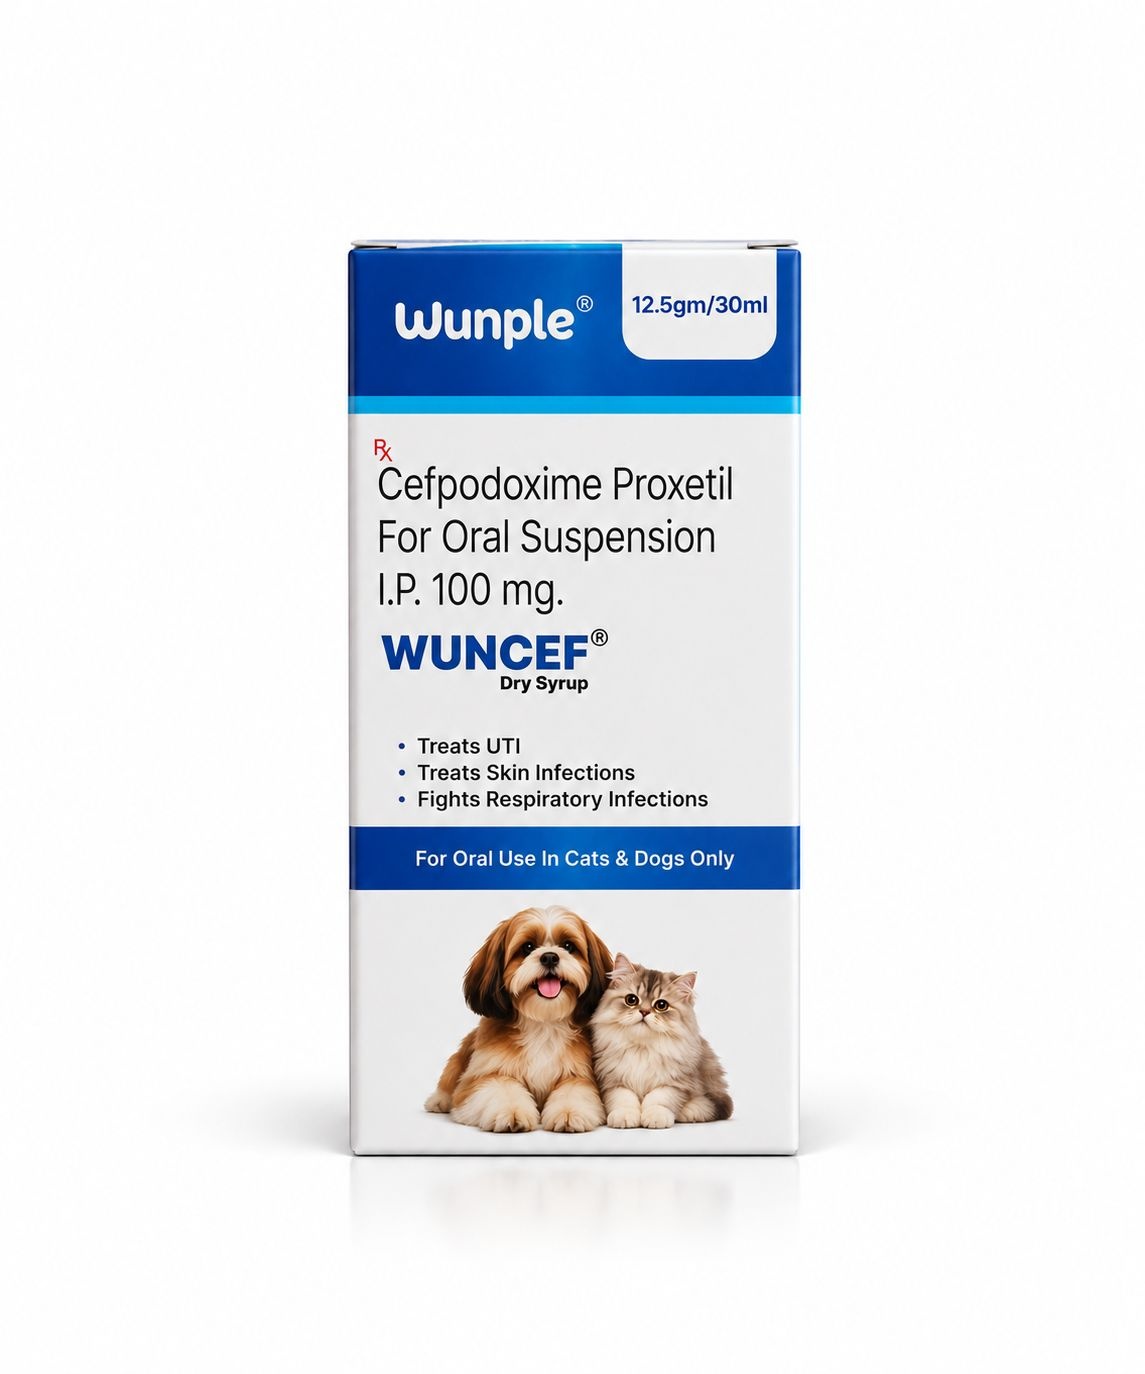 Wunple®
12.5gm/30ml
Rx
Cefpodoxime Proxetil
For Oral Suspension
I.P. 100 mg.
WUNCEF®
Dry Syrup
• Treats UTI
• Treats Skin Infections
• Fights Respiratory Infections
For Oral Use In Cats & Dogs Only